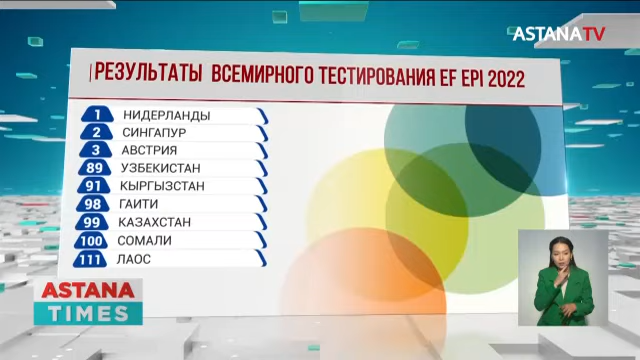 ASTANATV
РЕЗУЛЬТАТЫ ВСЕМИРНОГО ТЕСТИРОВАНИЯ EF EPI 2022
1 НИДЕРЛАНДЫ
2 СИНГАПУР
3 АВСТРИЯ
89 УЗБЕКИСТАН
91 КЫРГЫЗСТАН
98 ГАИТИ
99 КАЗАХСТАН
100 СОМАЛИ
111 ЛАОС
ASTANA
TIMES